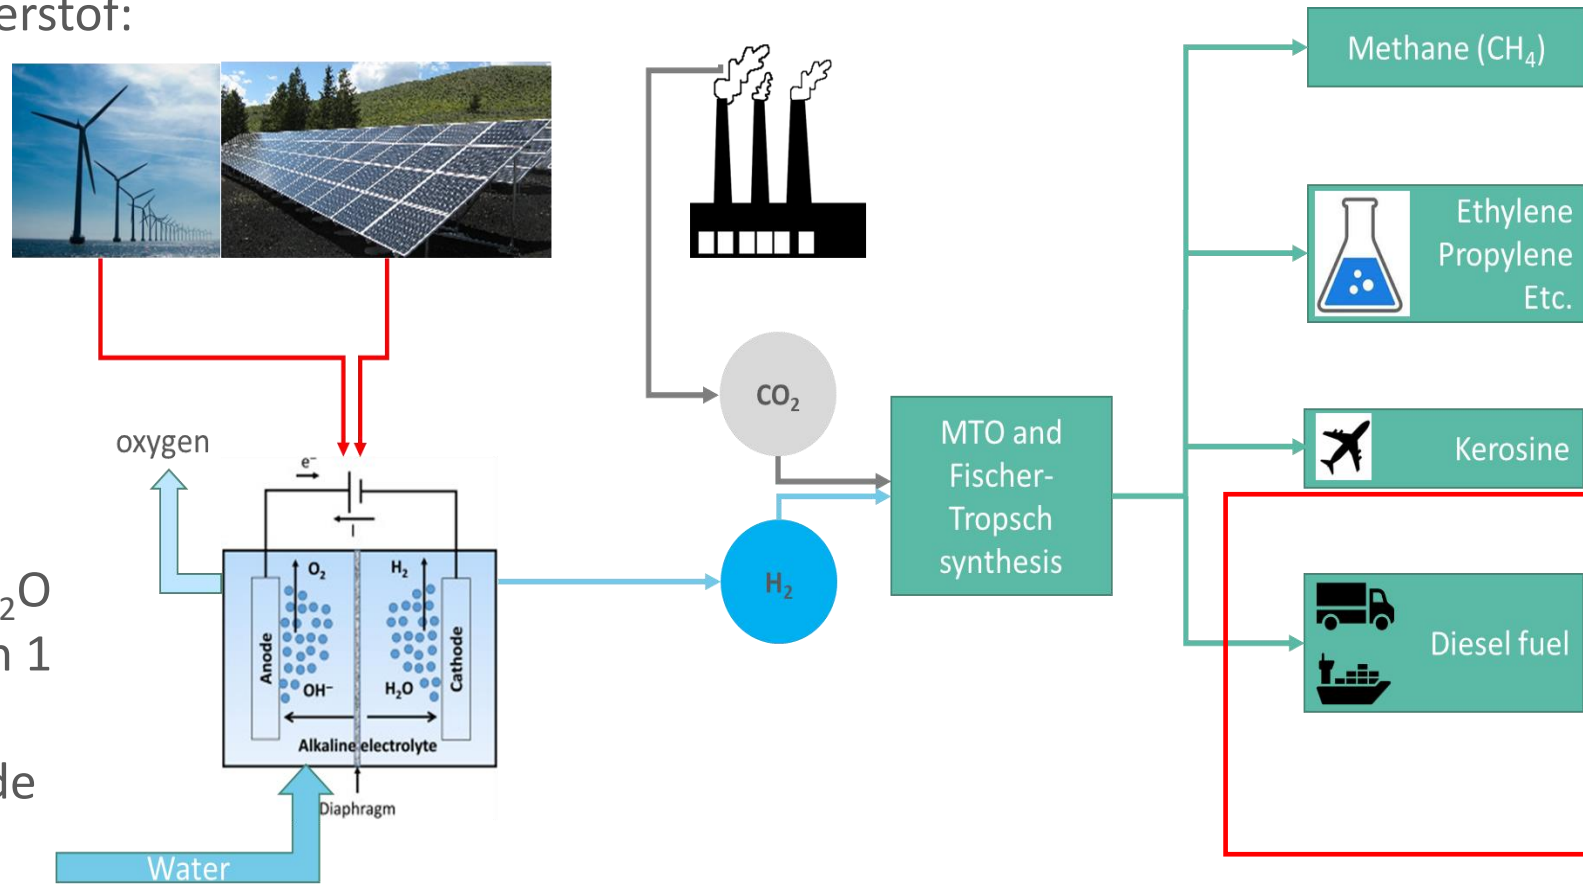 erstof:
oxygen
e⁻
I
O₂
H₂
Anode
Cathode
OH⁻
H₂O
Alkaline electrolyte
Diaphragm
Water
₂O
n 1
de
CO₂
H₂
MTO and
Fischer-
Tropsch
synthesis
Methane (CH₄)
Ethylene
Propylene
Etc.
Kerosine
Diesel fuel